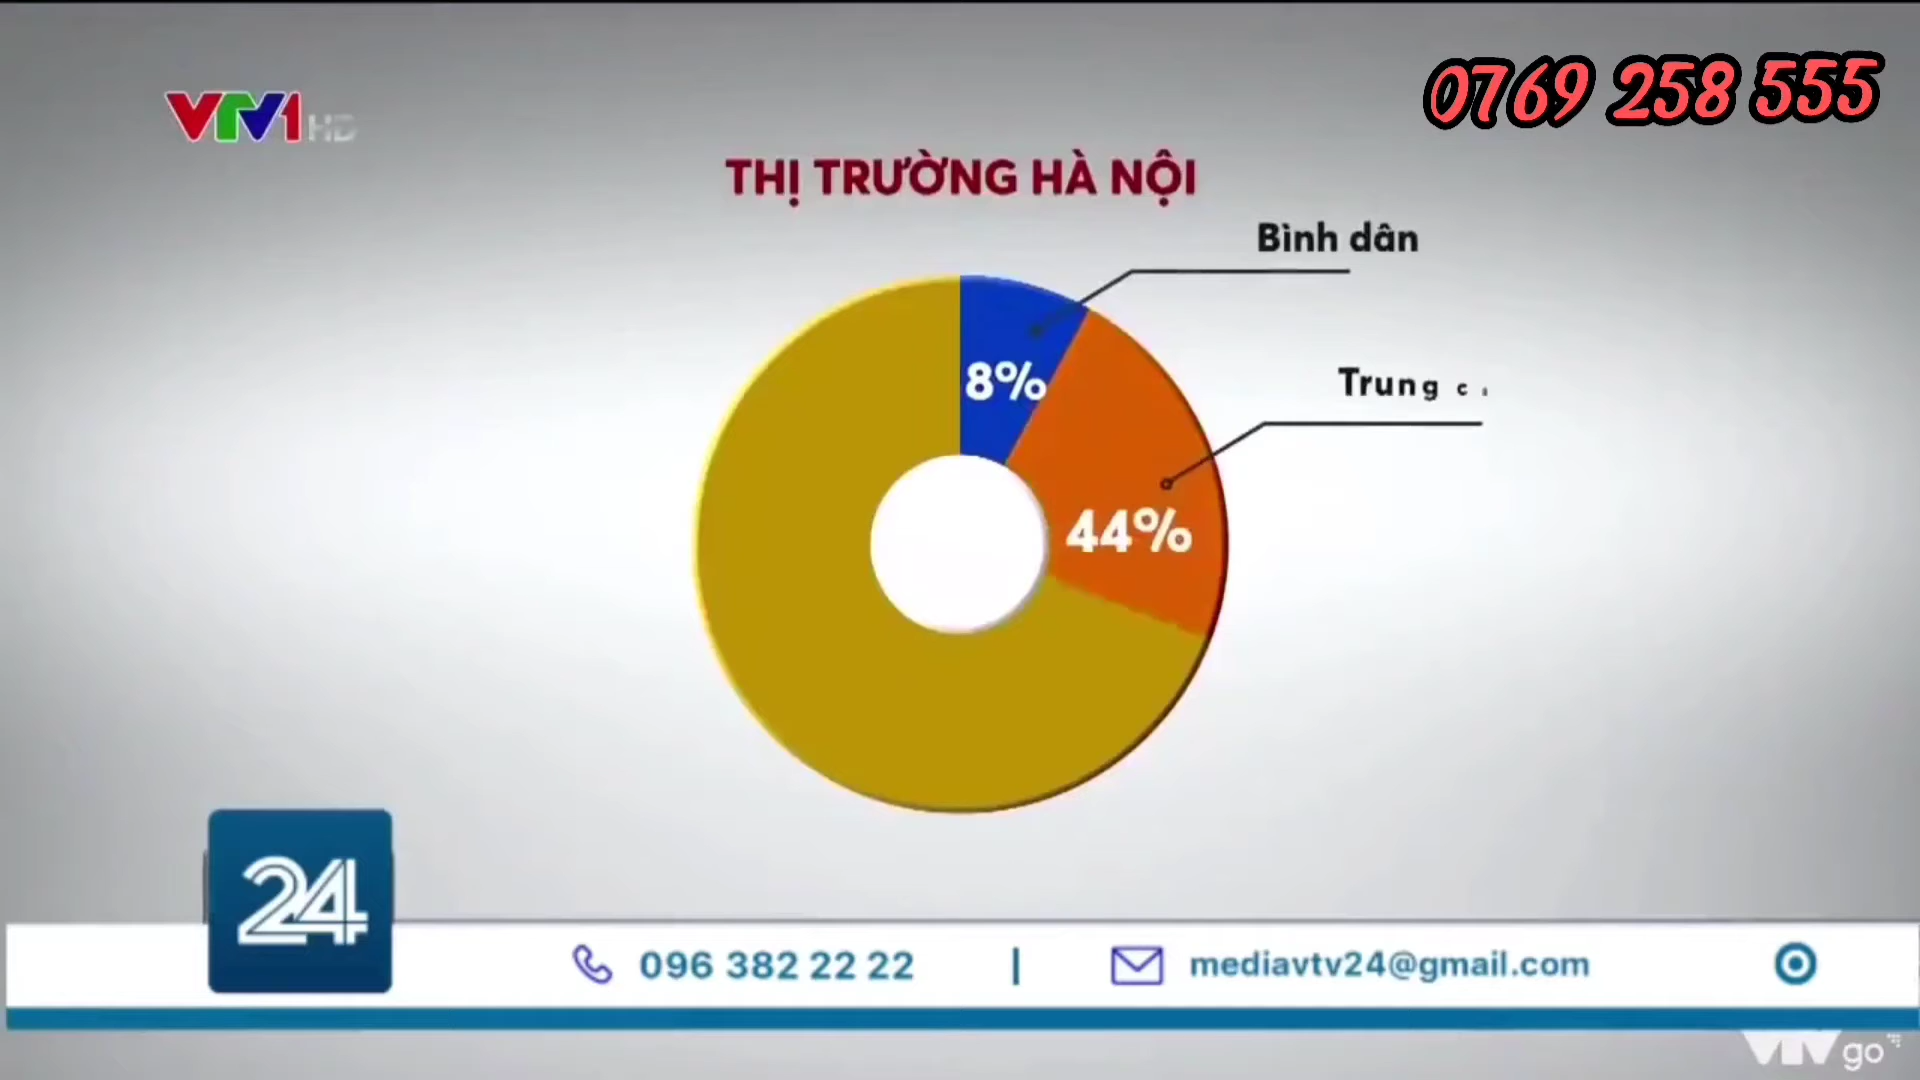 0769 258 555
VTV1 HD
THỊ TRƯỜNG HÀ NỘI
Bình dân
8%
Trung c
44%
24
096 382 22 22 | mediavtv24@gmail.com
VTV go